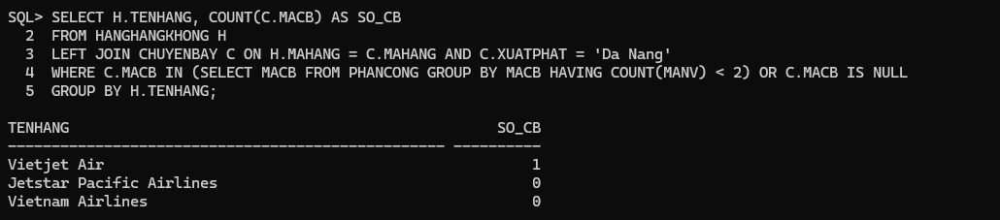 SQL> SELECT H.TENHANG, COUNT(C.MACB) AS SO_CB
  2  FROM HANGHANGKHONG H
  3  LEFT JOIN CHUYENBAY C ON H.MAHANG = C.MAHANG AND C.XUATPHAT = 'Da Nang'
  4  WHERE C.MACB IN (SELECT MACB FROM PHANCONG GROUP BY MACB HAVING COUNT(MANV) < 2) OR C.MACB IS NULL
  5  GROUP BY H.TENHANG;

TENHANG                                                 SO_CB
-------------------------------------------------- ----------
Vietjet Air                                                 1
Jetstar Pacific Airlines                                    0
Vietnam Airlines                                            0